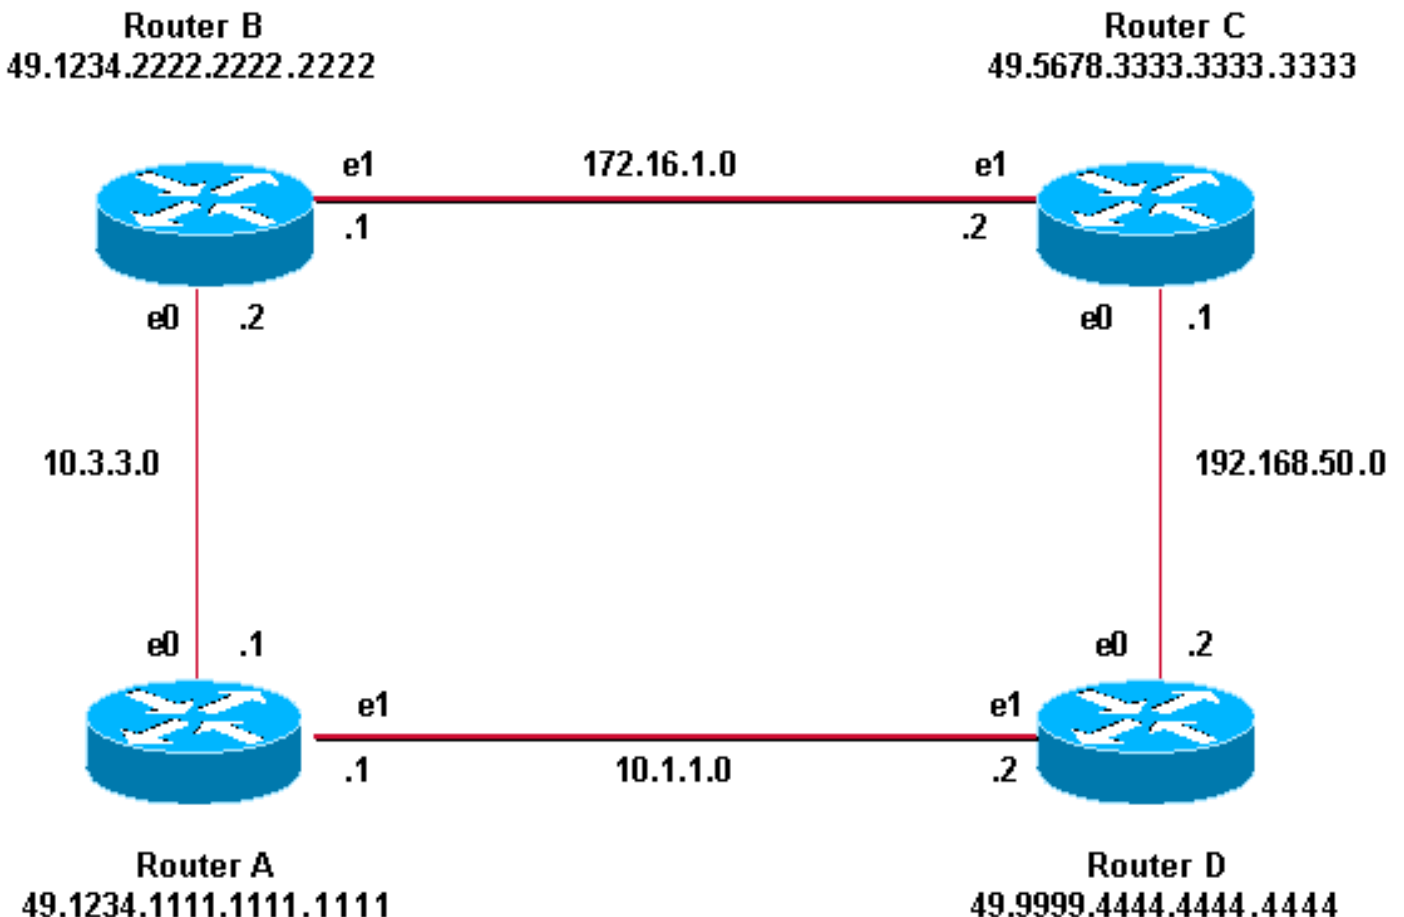 Router B
49.1234.2222.2222.2222
Router C
49.5678.3333.3333.3333
e1
172.16.1.0
e1
.1
.2
e0
.2
e0
.1
10.3.3.0
192.168.50.0
e0
.1
e0
.2
e1
e1
.1
10.1.1.0
.2
Router A
49.1234.1111.1111.1111
Router D
49.9999.4444.4444.4444